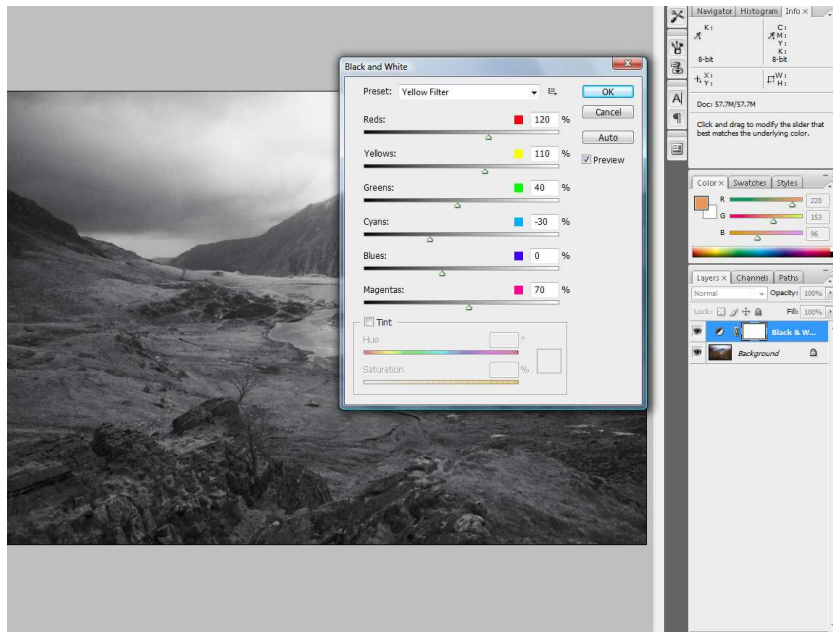 Black and White
Preset: Yellow Filter
OK
Reds: 120 %
Cancel
Auto
Yellows: 110 %
Preview
Greens: 40 %
Cyans: -30 %
Blues: 0 %
Magentas: 70 %
Tint
Hue °
Saturation %
Navigator Histogram Info x
K: C:
M:
Y:
K:
8-bit 8-bit
X: W:
Y: H:
Doc: 57.7M/57.7M
Click and drag to modify the slider that
best matches the underlying color.
A
Color x Swatches Styles
R 220
G 153
B 96
Layers x Channels Paths
Normal Opacity: 100%
Lock: Fill: 100%
Black & W...
Background